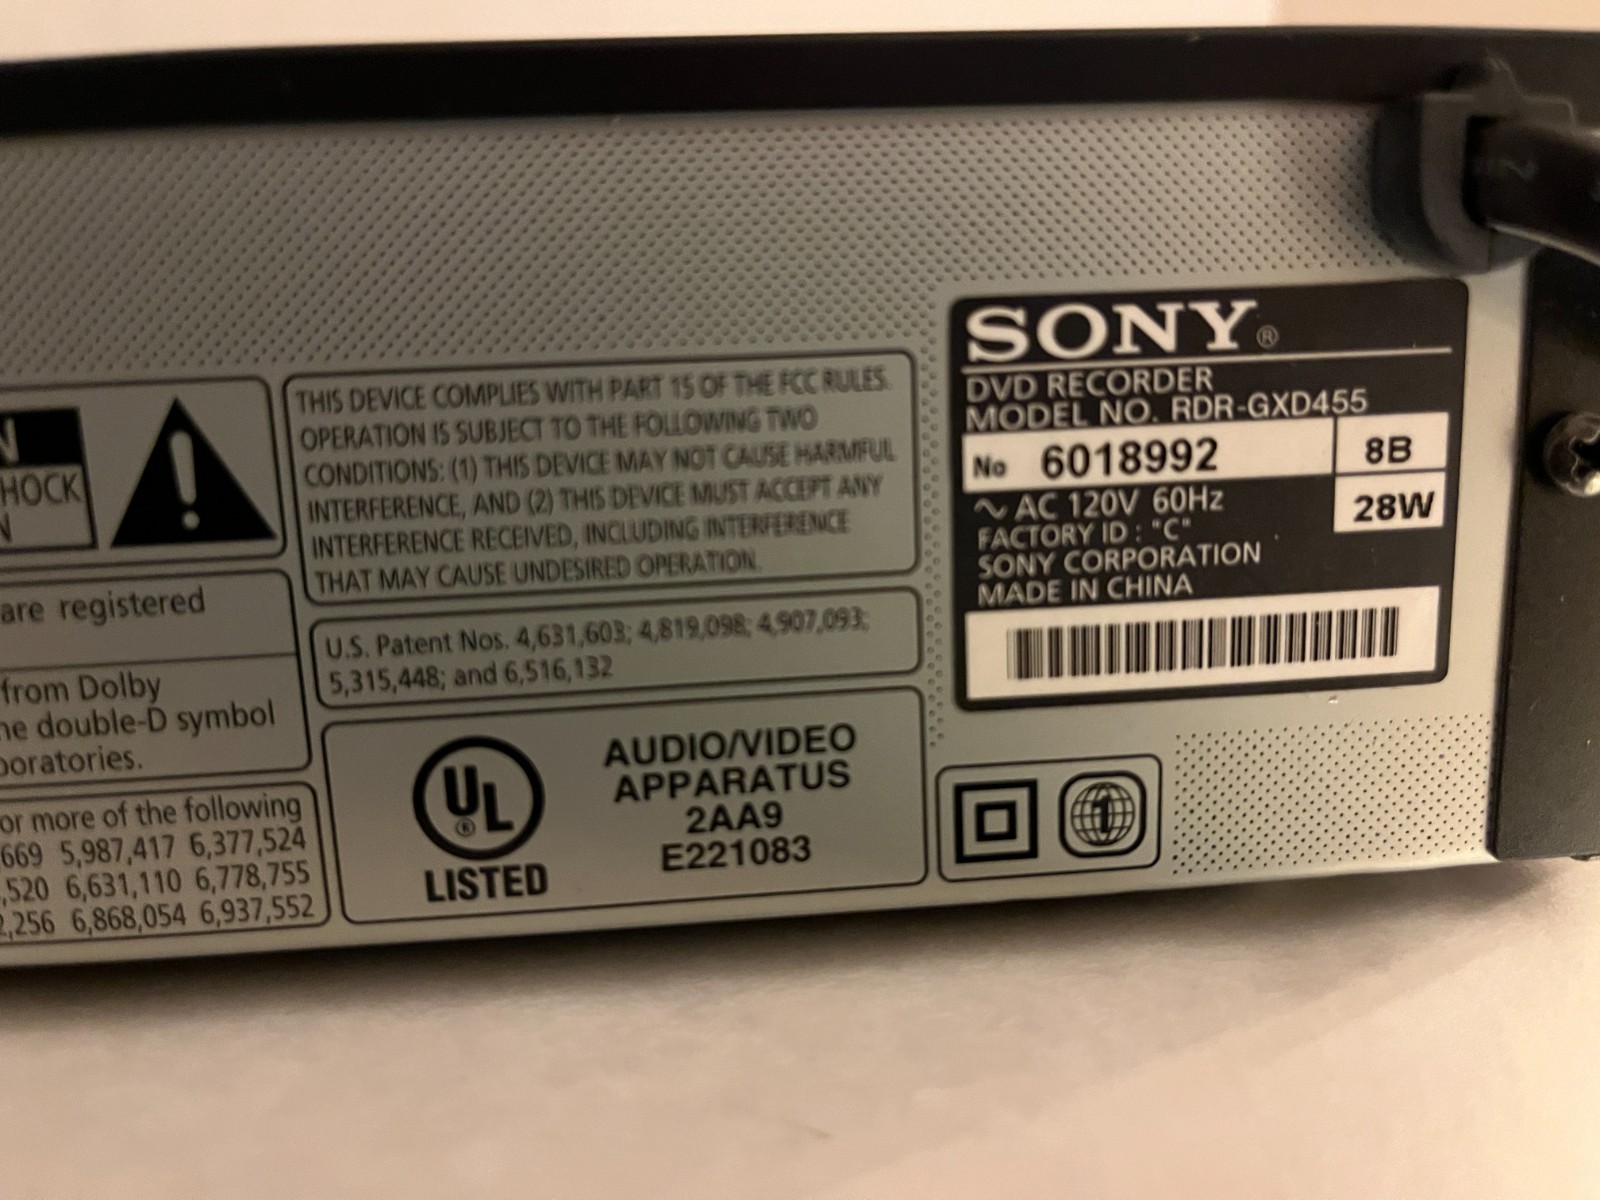 N
HOCK
N
THIS DEVICE COMPLIES WITH PART 15 OF THE FCC RULES.
OPERATION IS SUBJECT TO THE FOLLOWING TWO
CONDITIONS: (1) THIS DEVICE MAY NOT CAUSE HARMFUL
INTERFERENCE, AND (2) THIS DEVICE MUST ACCEPT ANY
INTERFERENCE RECEIVED, INCLUDING INTERFERENCE
THAT MAY CAUSE UNDESIRED OPERATION.
are registered
from Dolby
he double-D symbol
boratories.
or more of the following
669 5,987,417 6,377,524
,520 6,631,110 6,778,755
2,256 6,868,054 6,937,552
U.S. Patent Nos. 4,631,603; 4,819,098; 4,907,093;
5,315,448; and 6,516,132
UL®
LISTED
AUDIO/VIDEO
APPARATUS
2AA9
E221083
SONY®
DVD RECORDER
MODEL NO. RDR-GXD455
No 6018992 8B
~ AC 120V 60Hz 28W
FACTORY ID : "C"
SONY CORPORATION
MADE IN CHINA
1